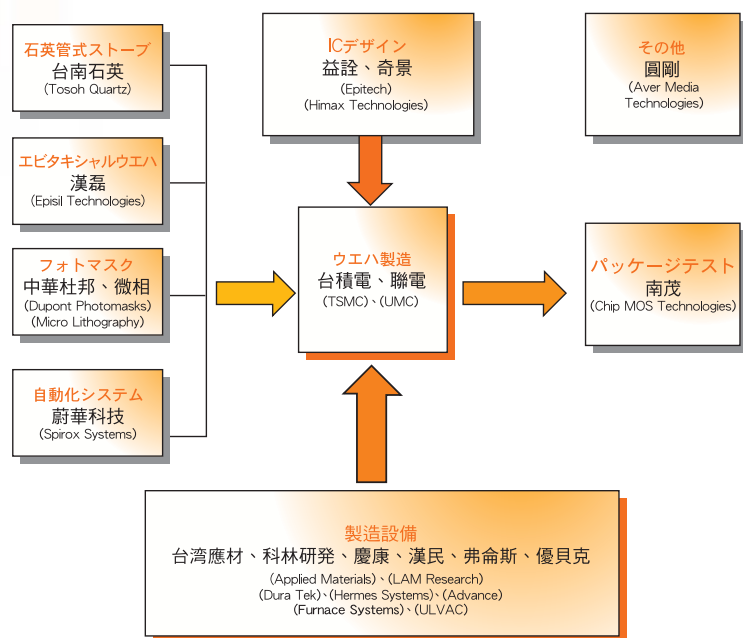 石英管式ストーブ
台南石英
(Tosoh Quartz)
エピタキシャルウエハ
漢磊
(Episil Technologies)
フォトマスク
中華杜邦、微相
(Dupont Photomasks)
(Micro Lithography)
自動化システム
蔚華科技
(Spirox Systems)
ICデザイン
益詮、奇景
(Epitech)
(Himax Technologies)
ウエハ製造
台積電、聯電
(TSMC)、(UMC)
その他
圓剛
(Aver Media
Technologies)
パッケージテスト
南茂
(Chip MOS Technologies)
製造設備
台湾應材、科林研発、慶康、漢民、弗侖斯、優貝克
(Applied Materials)、(LAM Research)
(Dura Tek)、(Hermes Systems)、(Advance)
(Furnace Systems)、(ULVAC)